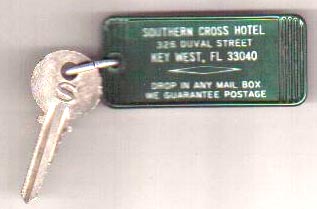 SOUTHERN CROSS HOTEL
326 DUVAL STREET
KEY WEST, FL 33040
DROP IN ANY MAIL BOX
WE GUARANTEE POSTAGE